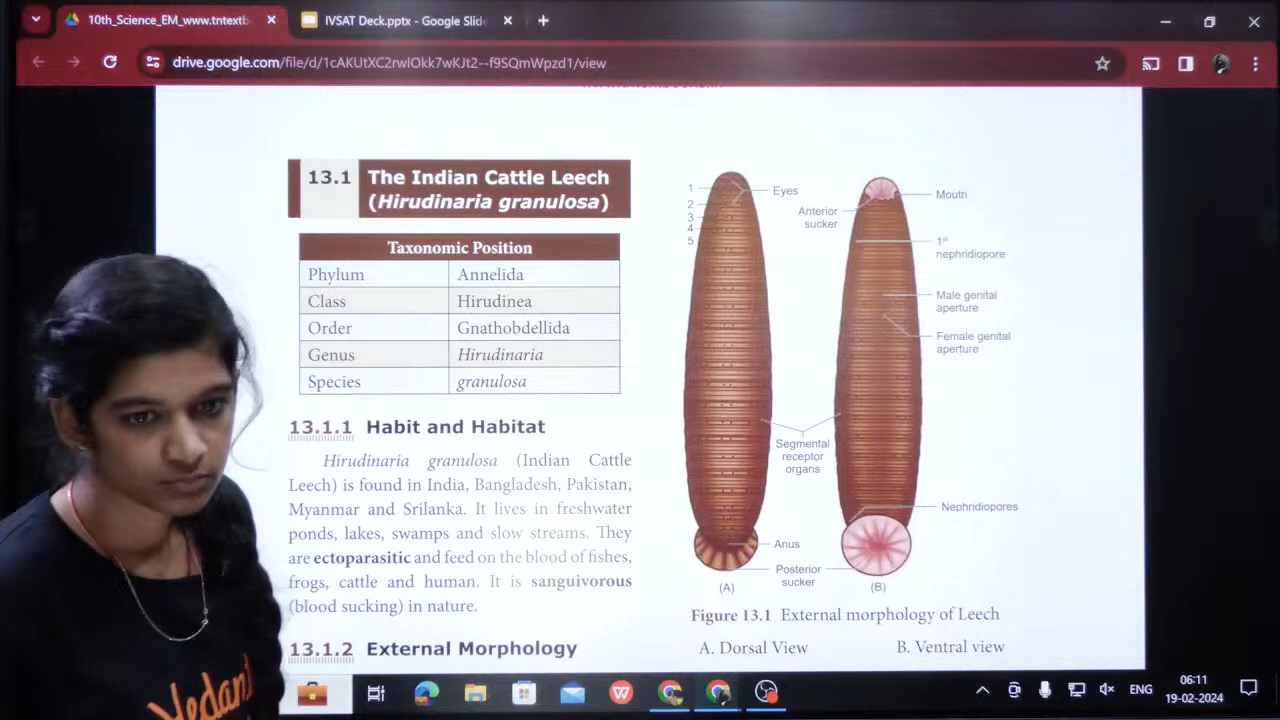 10th_Science_EM_www.tntextb
IVSAT Deck.pptx - Google Slide
drive.google.com/file/d/1cAKUtXC2rwIOkk7wKJt2--f9SQmWpzd1/view
13.1 The Indian Cattle Leech
(Hirudinaria granulosa)
Taxonomic Position
Phylum Annelida
Class Hirudinea
Order Gnathobdellida
Genus Hirudinaria
Species granulosa
13.1.1 Habit and Habitat
Hirudinaria granulosa (Indian Cattle
Leech) is found in India, Bangladesh, Pakistan,
Myanmar and Srilanka. It lives in freshwater
ponds, lakes, swamps and slow streams. They
are ectoparasitic and feed on the blood of fishes,
frogs, cattle and human. It is sanguivorous
(blood sucking) in nature.
13.1.2 External Morphology
1
2
3
4
5
Eyes
Anterior
sucker
Mouth
1st
nephridiopore
Male genital
aperture
Female genital
aperture
Segmental
receptor
organs
Nephridiopores
Anus
Posterior
sucker
(A)
(B)
Figure 13.1 External morphology of Leech
A. Dorsal View B. Ventral view
Vedant
ENG
06:11
19-02-2024